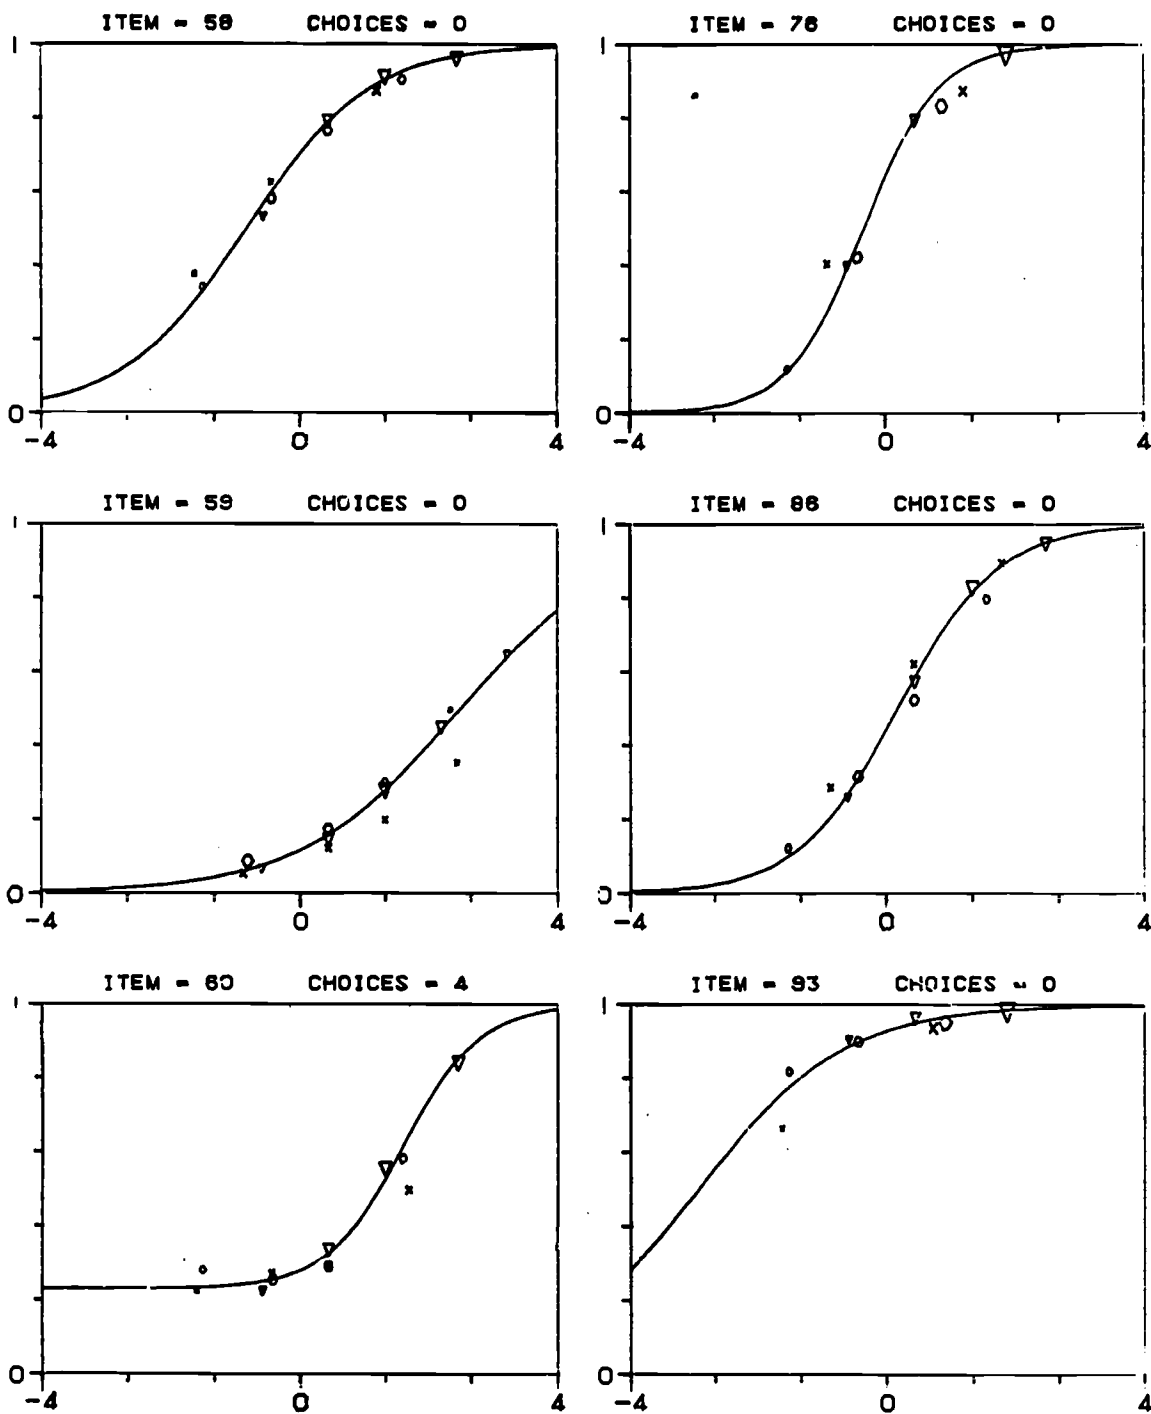 ITEM = 58 CHOICES = 0
1
0
-4 0 4
ITEM = 76 CHOICES = 0
1
0
-4 0 4
ITEM = 59 CHOICES = 0
1
0
-4 0 4
ITEM = 86 CHOICES = 0
1
0
-4 0 4
ITEM = 60 CHOICES = 4
1
0
-4 0 4
ITEM = 93 CHOICES = 0
1
0
-4 0 4